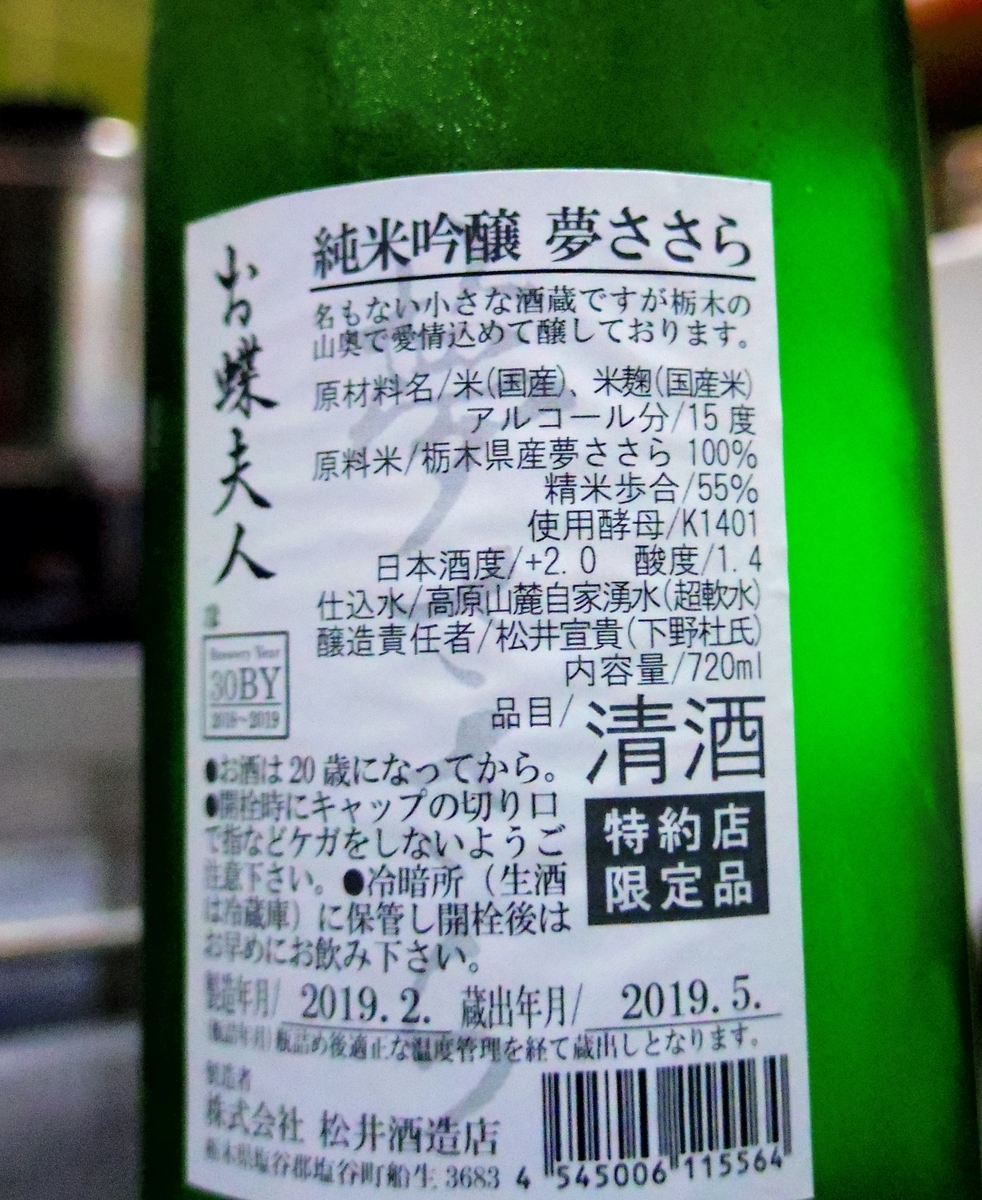 純米吟醸 夢ささら
名もない小さな酒蔵ですが栃木の
山奥で愛情込めて醸しております。
原材料名/米(国産)、米麹(国産米)
アルコール分/15度
原料米/栃木県産夢ささら 100%
精米歩合/55%
使用酵母/K1401
日本酒度/+2.0 酸度/1.4
仕込水/高原山麓自家湧水(超軟水)
醸造責任者/松井宣貴(下野杜氏)
内容量/720ml
品目/清酒
お蝶夫人
Brewery Year
30BY
2018~2019
特約店
限定品
●お酒は20歳になってから。
●開栓時にキャップの切り口
で指などケガをしないようご
注意下さい。●冷暗所(生酒
は冷蔵庫)に保管し開栓後は
お早めにお飲み下さい。
製造年月/2019.2. 蔵出年月/2019.5.
瓶詰め後適正な温度管理を経て蔵出しとなります。
製造者
株式会社 松井酒造店
栃木県塩谷郡塩谷町船生 3683
4 545006 115564